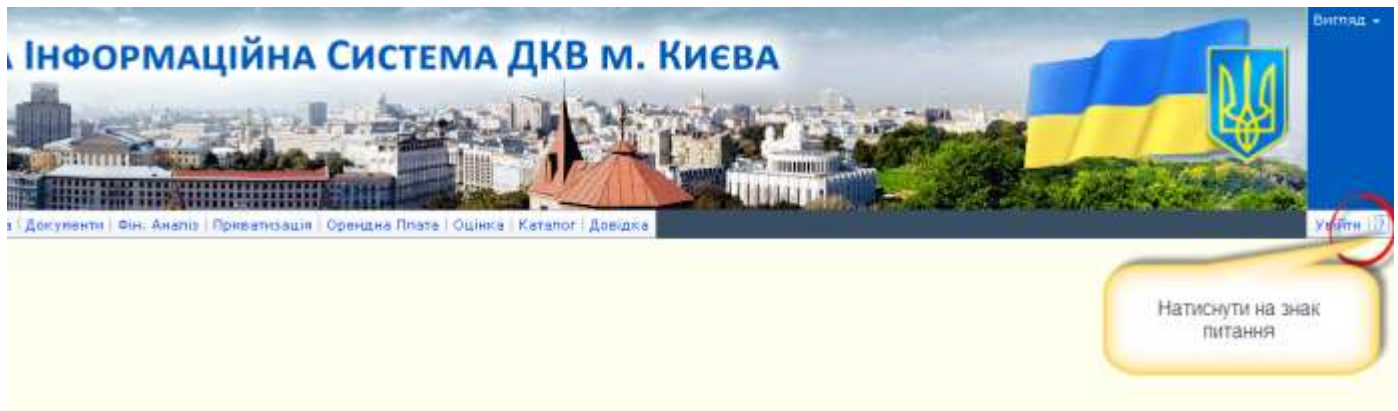 Інформаційна Система ДКВ м. Києва
Вигляд
Документи | Фін. Аналіз | Приватизація | Орендна Плата | Оцінка | Каталог | Довідка
Увійти
Натиснути на знак
питання